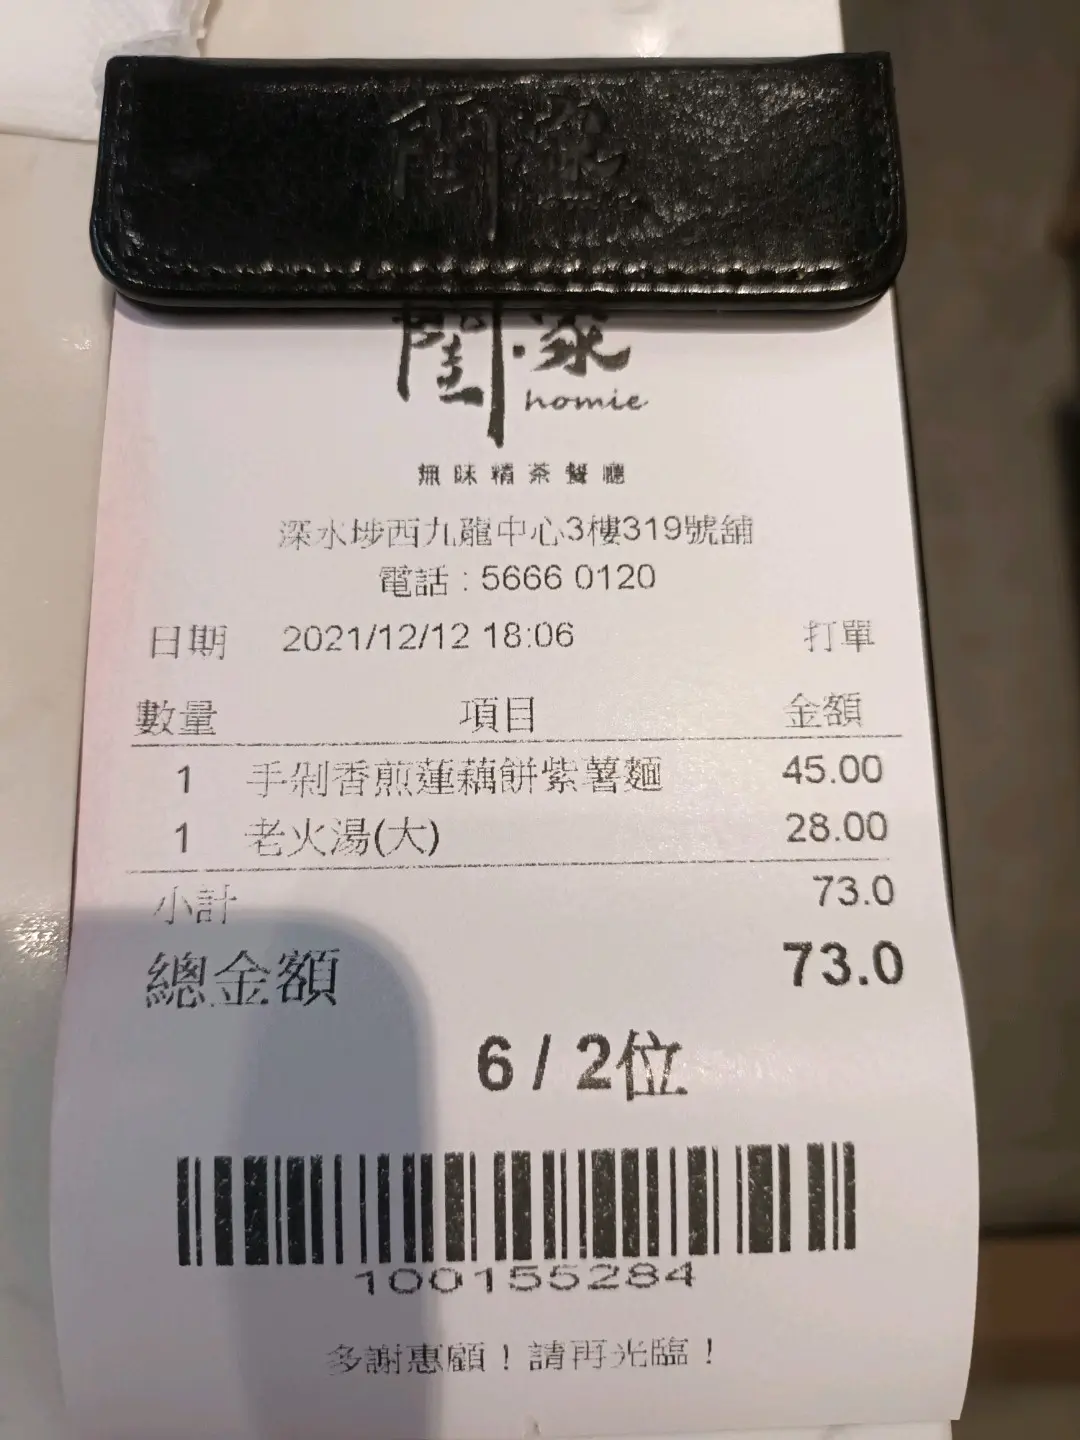 閨·家
homie
無味精茶餐廳
深水埗西九龍中心3樓319號舖
電話 : 5666 0120
日期 2021/12/12 18:06 打單
數量 項目 金額
1 手剁香煎蓮藕餅紫薯麵 45.00
1 老火湯(大) 28.00
小計 73.0
總金額 73.0
6 / 2位
100155284
多謝惠顧！請再光臨！